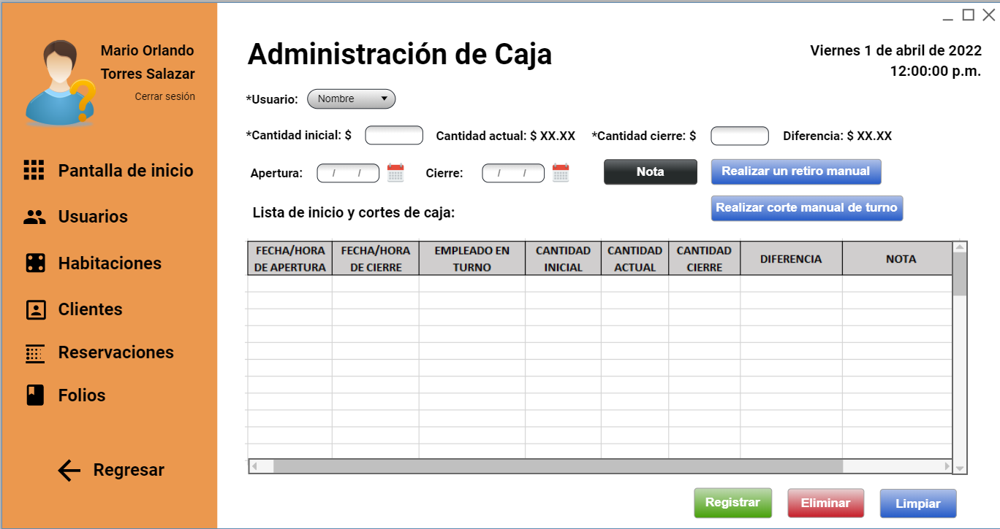 Mario Orlando
Torres Salazar
Cerrar sesión
Pantalla de inicio
Usuarios
Habitaciones
Clientes
Reservaciones
Folios
Regresar
Administración de Caja
Viernes 1 de abril de 2022
12:00:00 p.m.
*Usuario: Nombre
*Cantidad inicial: $ Cantidad actual: $ XX.XX *Cantidad cierre: $ Diferencia: $ XX.XX
Apertura: / / Cierre: / / Nota Realizar un retiro manual
Realizar corte manual de turno
Lista de inicio y cortes de caja:
FECHA/HORA FECHA/HORA EMPLEADO EN CANTIDAD CANTIDAD CANTIDAD DIFERENCIA NOTA
DE APERTURA DE CIERRE TURNO INICIAL ACTUAL CIERRE
Registrar Eliminar Limpiar